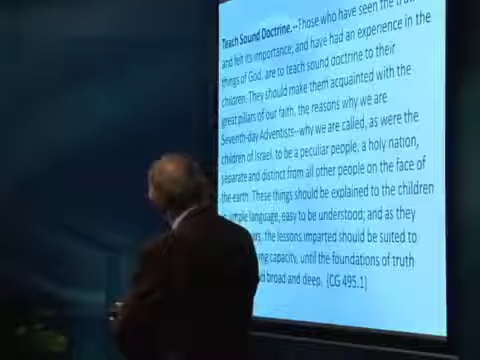 Teach Sound Doctrine.--Those who have seen the truth
and felt its importance, and have had an experience in the
things of God, are to teach sound doctrine to their
children. They should make them acquainted with the
great pillars of our faith, the reasons why we are
Seventh-day Adventists--why we are called, as were the
children of Israel, to be a peculiar people, a holy nation,
separate and distinct from all other people on the face of
the earth. These things should be explained to the children
in simple language, easy to be understood; and as they
the lessons imparted should be suited to
capacity, until the foundations of truth
broad and deep. {CG 495.1}